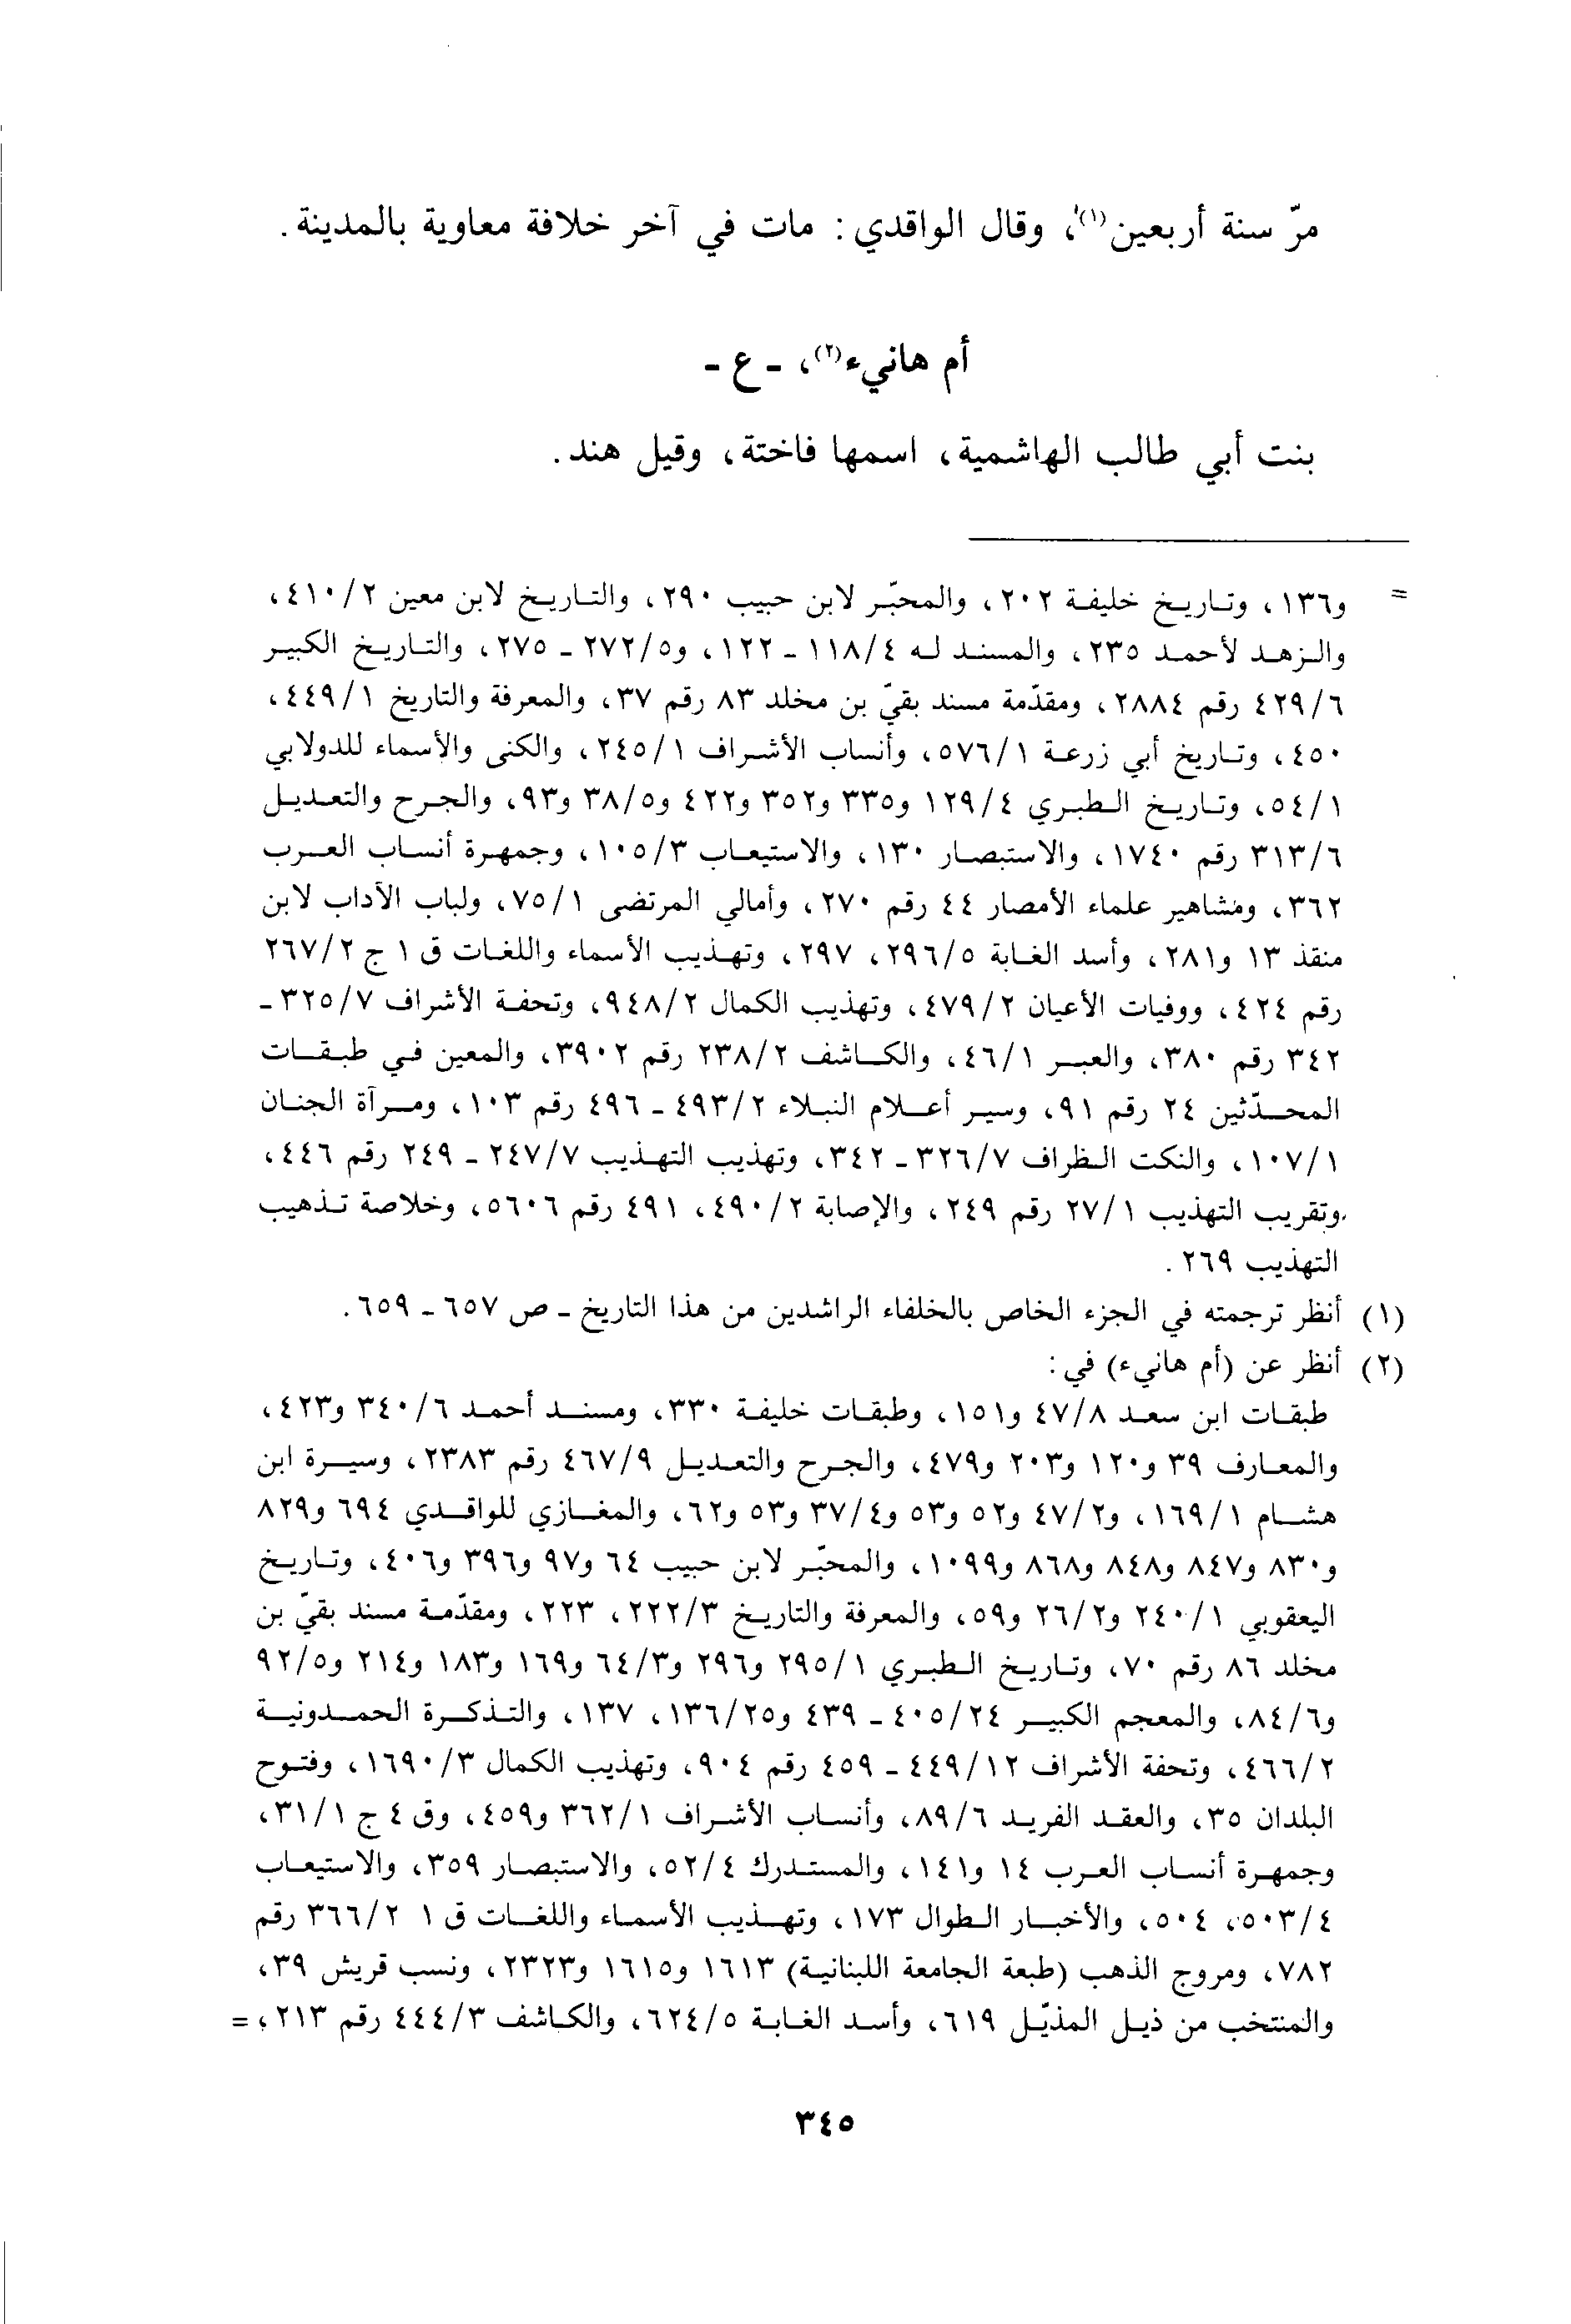 مرّ سنة أربعين(١)، وقال الواقدي : مات في آخر خلافة معاوية بالمدينة .
أم هانيء(٢)، - ع -
بنت أبي طالب الهاشمية، اسمها فاختة، وقيل هند .
= و١٣٦، وتاريخ خليفة ٢٠٢، والمحبّر لابن حبيب ٢٩٠، والتاريخ لابن معين ٤١٠/٢،
والزهد لأحمد ٢٣٥، والمسند له ١١٨/٤ - ١٢٢، و٢٧٢/٥ - ٢٧٥، والتاريخ الكبير
٤٢٩/٦ رقم ٢٨٨٤، ومقدّمة مسند بقيّ بن مخلد ٨٣ رقم ٣٧، والمعرفة والتاريخ ٤٤٩/١،
٤٥٠، وتاريخ أبي زرعة ٥٧٦/١، وأنساب الأشراف ٢٤٥/١، والكنى والأسماء للدولابي
٥٤/١، وتاريخ الطبري ١٢٩/٤ و٣٣٥ و٣٥٢ و٤٢٢ و٣٨/٥ و٩٣، والجرح والتعديل
٣١٣/٦ رقم ١٧٤٠، والاستبصار ١٣٠، والاستيعاب ١٠٥/٣، وجمهرة أنساب العرب
٣٦٢، ومشاهير علماء الأمصار ٤٤ رقم ٢٧٠، وأمالي المرتضى ٧٥/١، ولباب الآداب لابن
منقذ ١٣ و٢٨١، وأسد الغابة ٢٩٦/٥، ٢٩٧، وتهذيب الأسماء واللغات ق ١ ج ٢٦٧/٢
رقم ٤٢٤، ووفيات الأعيان ٤٧٩/٢، وتهذيب الكمال ٩٤٨/٢، وتحفة الأشراف ٣٢٥/٧ -
٣٤٢ رقم ٣٨٠، والعبر ٤٦/١، والكاشف ٢٣٨/٢ رقم ٣٩٠٢، والمعين في طبقات
المحدّثين ٢٤ رقم ٩١، وسير أعلام النبلاء ٤٩٣/٢ - ٤٩٦ رقم ١٠٣، ومرآة الجنان
١٠٧/١، والنكت الظراف ٣٢٦/٧ - ٣٤٢، وتهذيب التهذيب ٢٤٧/٧ - ٢٤٩ رقم ٤٤٦،
وتقريب التهذيب ٢٧/١ رقم ٢٤٩، والإصابة ٤٩٠/٢، ٤٩١ رقم ٥٦٠٦، وخلاصة تذهيب
التهذيب ٢٦٩ .
(١) أنظر ترجمته في الجزء الخاص بالخلفاء الراشدين من هذا التاريخ - ص ٦٥٧ - ٦٥٩ .
(٢) أنظر عن (أم هانيء) في :
طبقات ابن سعد ٤٧/٨ و١٥١، وطبقات خليفة ٣٣٠، ومسند أحمد ٣٤٠/٦ و٤٢٣،
والمعارف ٣٩ و١٢٠ و٢٠٣ و٤٧٩، والجرح والتعديل ٤٦٧/٩ رقم ٢٣٨٣، وسيرة ابن
هشام ١٦٩/١، و٤٧/٢ و٥٢ و٥٣ و٣٧/٤ و٥٣ و٦٢، والمغازي للواقدي ٦٩٤ و٨٢٩
و٨٣٠ و٨٤٧ و٨٤٨ و٨٦٨ و١٠٩٩، والمحبّر لابن حبيب ٦٤ و٩٧ و٣٩٦ و٤٠٦، وتاريخ
اليعقوبي ٢٤٠/١ و٢٦/٢ و٥٩، والمعرفة والتاريخ ٢٢٢/٣، ٢٢٣، ومقدّمة مسند بقيّ بن
مخلد ٨٦ رقم ٧٠، وتاريخ الطبري ٢٩٥/١ و٢٩٦ و٦٤/٣ و١٦٩ و١٨٣ و٢١٤ و٩٢/٥
و٨٤/٦، والمعجم الكبير ٤٠٥/٢٤ - ٤٣٩ و١٣٦/٢٥، ١٣٧، والتذكرة الحمدونية
٤٦٦/٢، وتحفة الأشراف ٤٤٩/١٢ - ٤٥٩ رقم ٩٠٤، وتهذيب الكمال ١٦٩٠/٣، وفتوح
البلدان ٣٥، والعقد الفريد ٨٩/٦، وأنساب الأشراف ٣٦٢/١ و٤٥٩، وق ٤ ج ٣١/١،
وجمهرة أنساب العرب ١٤ و١٤١، والمستدرك ٥٢/٤، والاستبصار ٣٥٩، والاستيعاب
٥٠٣/٤، ٥٠٤، والأخبار الطوال ١٧٣، وتهذيب الأسماء واللغات ق ١ ٣٦٦/٢ رقم
٧٨٢، ومروج الذهب (طبعة الجامعة اللبنانية) ١٦١٣ و١٦١٥ و٢٣٢٣، ونسب قريش ٣٩،
والمنتخب من ذيل المذيّل ٦١٩، وأسد الغابة ٦٢٤/٥، والكاشف ٤٤٤/٣ رقم ٢١٣، =
٣٤٥